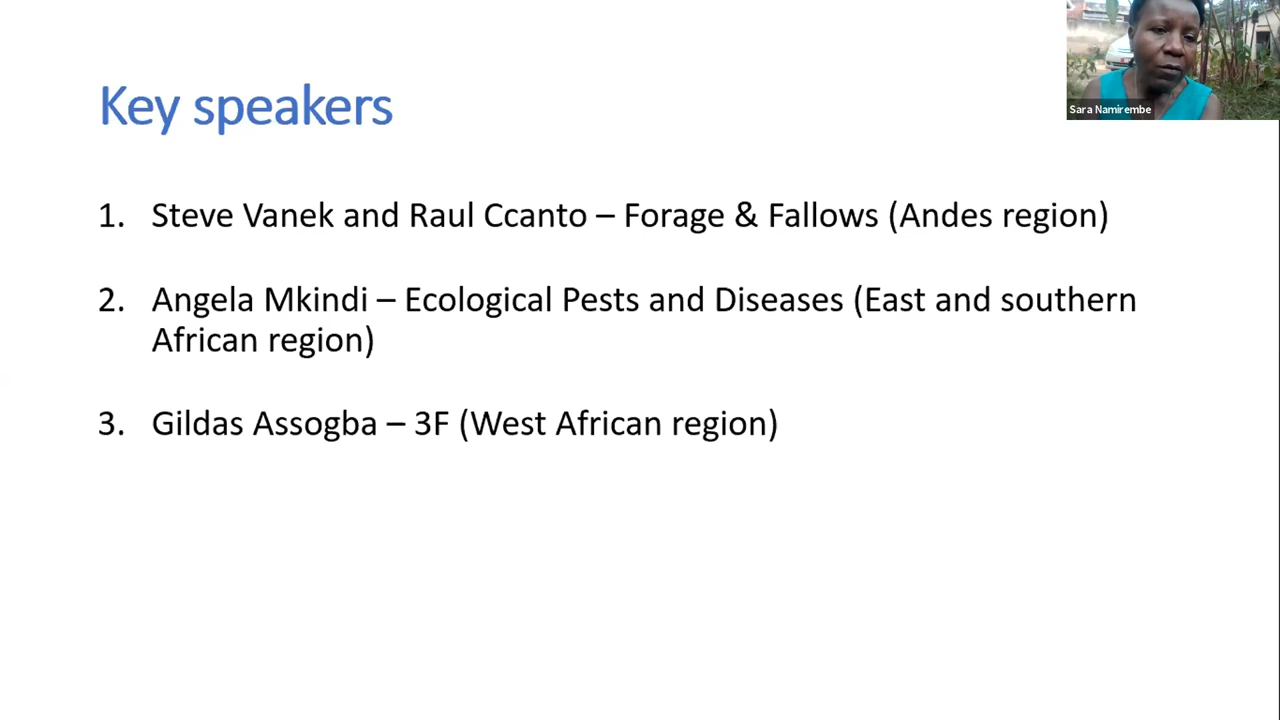 Key speakers
Sara Namirembe
1. Steve Vanek and Raul Ccanto – Forage & Fallows (Andes region)
2. Angela Mkindi – Ecological Pests and Diseases (East and southern
African region)
3. Gildas Assogba – 3F (West African region)